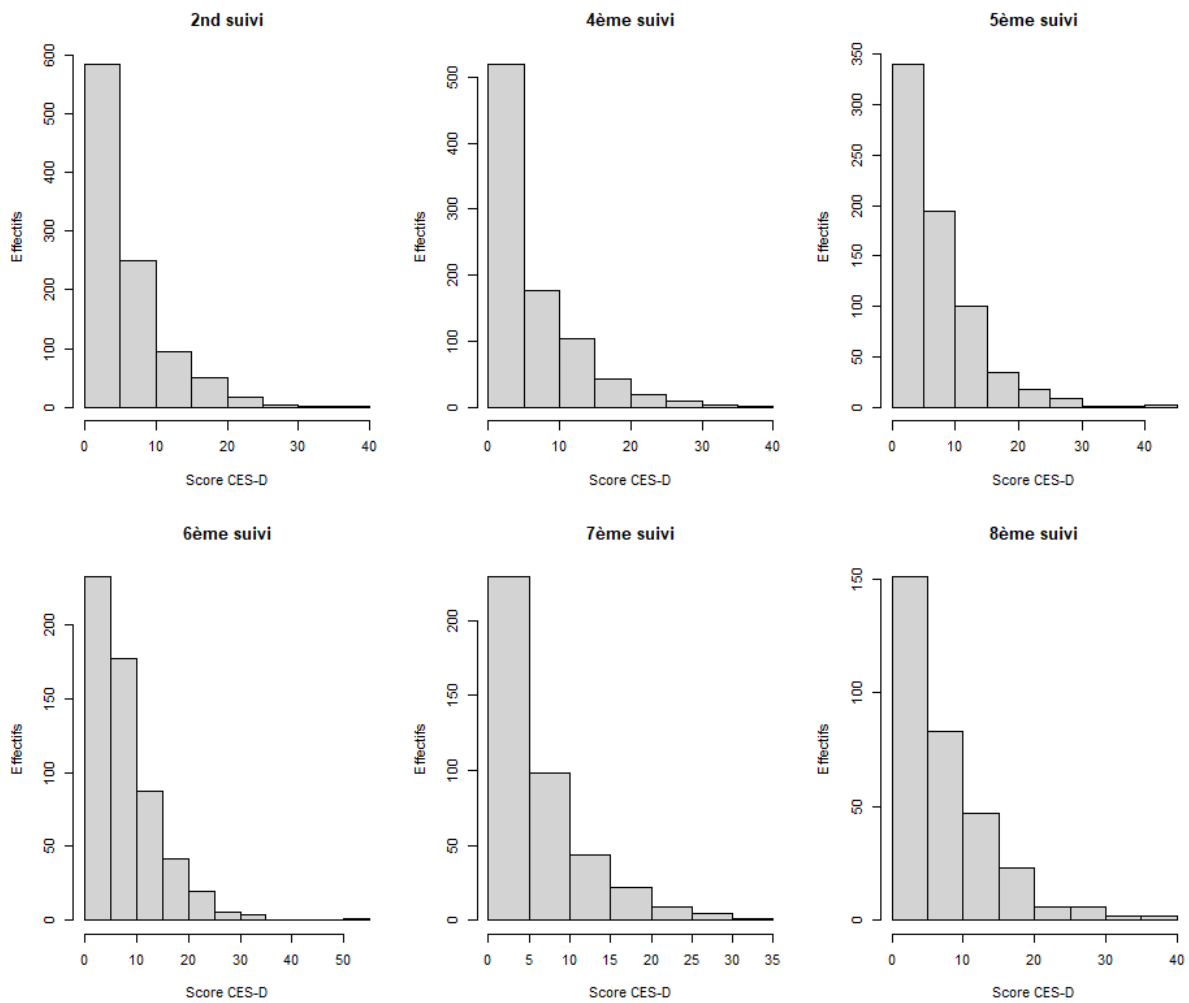 2nd suivi
Effectifs
0 100 200 300 400 500 600
0 10 20 30 40
Score CES-D
4ème suivi
Effectifs
0 100 200 300 400 500
0 10 20 30 40
Score CES-D
5ème suivi
Effectifs
0 50 100 150 200 250 300 350
0 10 20 30 40
Score CES-D
6ème suivi
Effectifs
0 50 100 150 200
0 10 20 30 40 50
Score CES-D
7ème suivi
Effectifs
0 50 100 150 200
0 5 10 15 20 25 30 35
Score CES-D
8ème suivi
Effectifs
0 50 100 150
0 10 20 30 40
Score CES-D